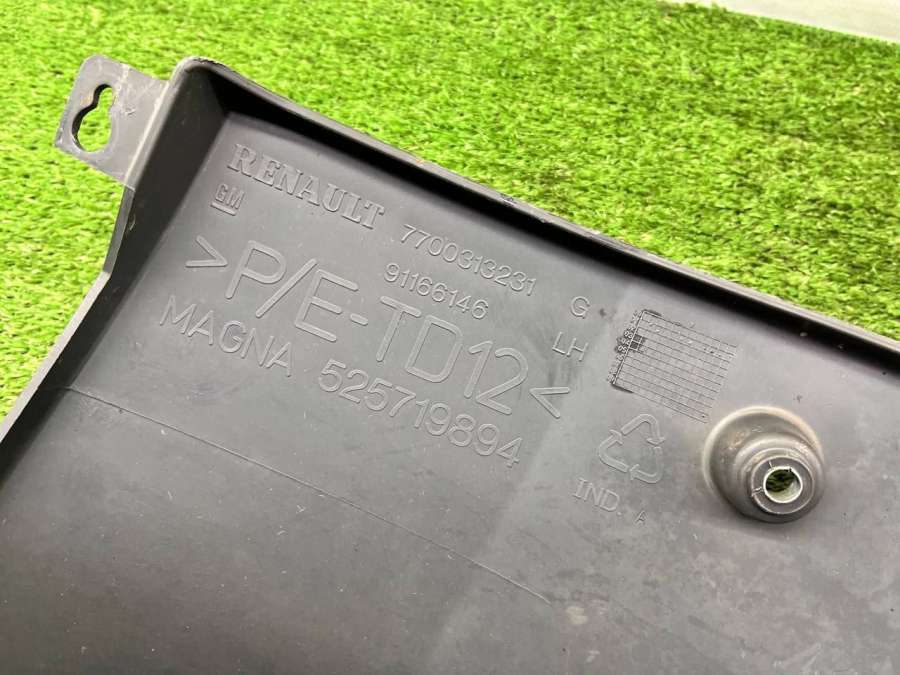 RENAULT
GM
7700313231 G
91166146 LH
>P/E-TD12<
MAGNA 525719894
IND. A